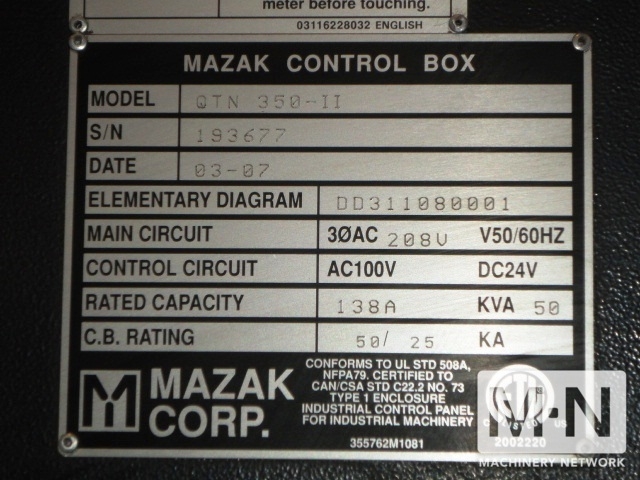 meter before touching.
03116228032 ENGLISH
MAZAK CONTROL BOX
MODEL QTN 350-II
S/N 193677
DATE 03-07
ELEMENTARY DIAGRAM DD311080001
MAIN CIRCUIT 3ØAC 208V V50/60HZ
CONTROL CIRCUIT AC100V DC24V
RATED CAPACITY 138A KVA 50
C.B. RATING 50/ 25 KA
CONFORMS TO UL STD 508A,
NFPA79. CERTIFIED TO
CAN/CSA STD C22.2 NO. 73
TYPE 1 ENCLOSURE
INDUSTRIAL CONTROL PANEL
FOR INDUSTRIAL MACHINERY
355762M1081
M MAZAK
CORP.
C LISTED US
2002220
M-N
MACHINERY NETWORK